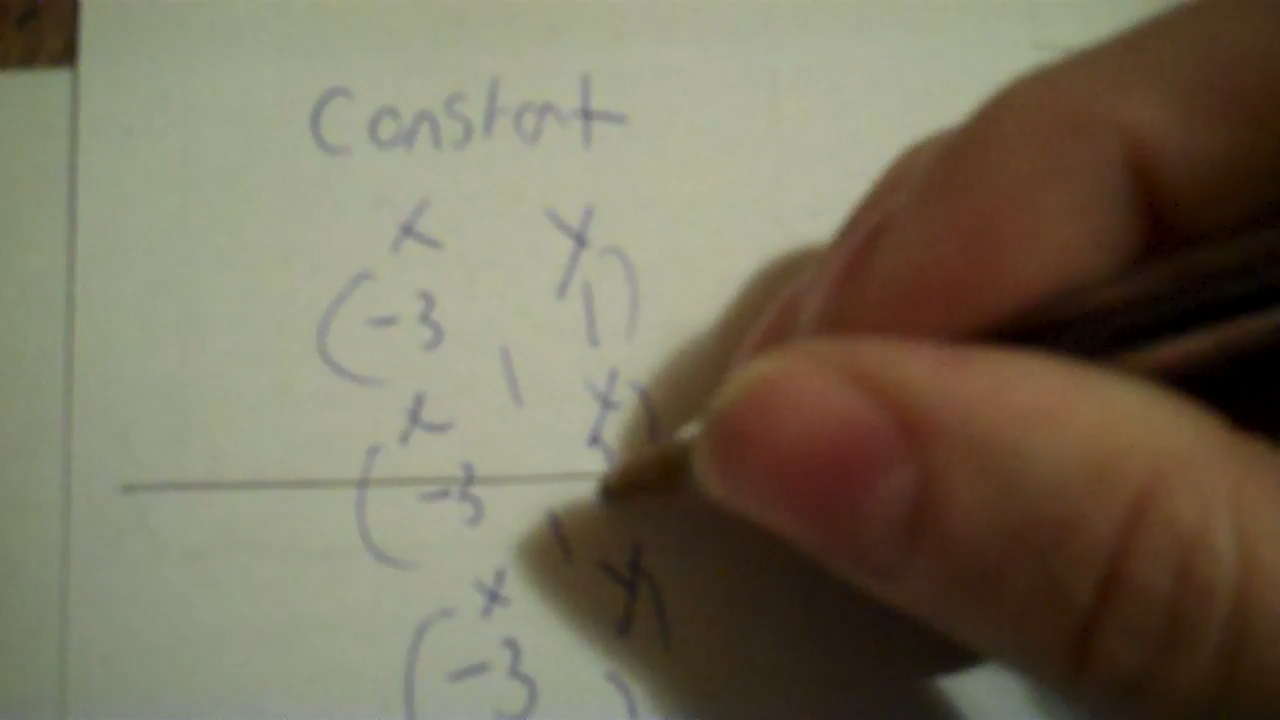 Constant
x y
(-3, 1)
x y
(-3,
x y
(-3